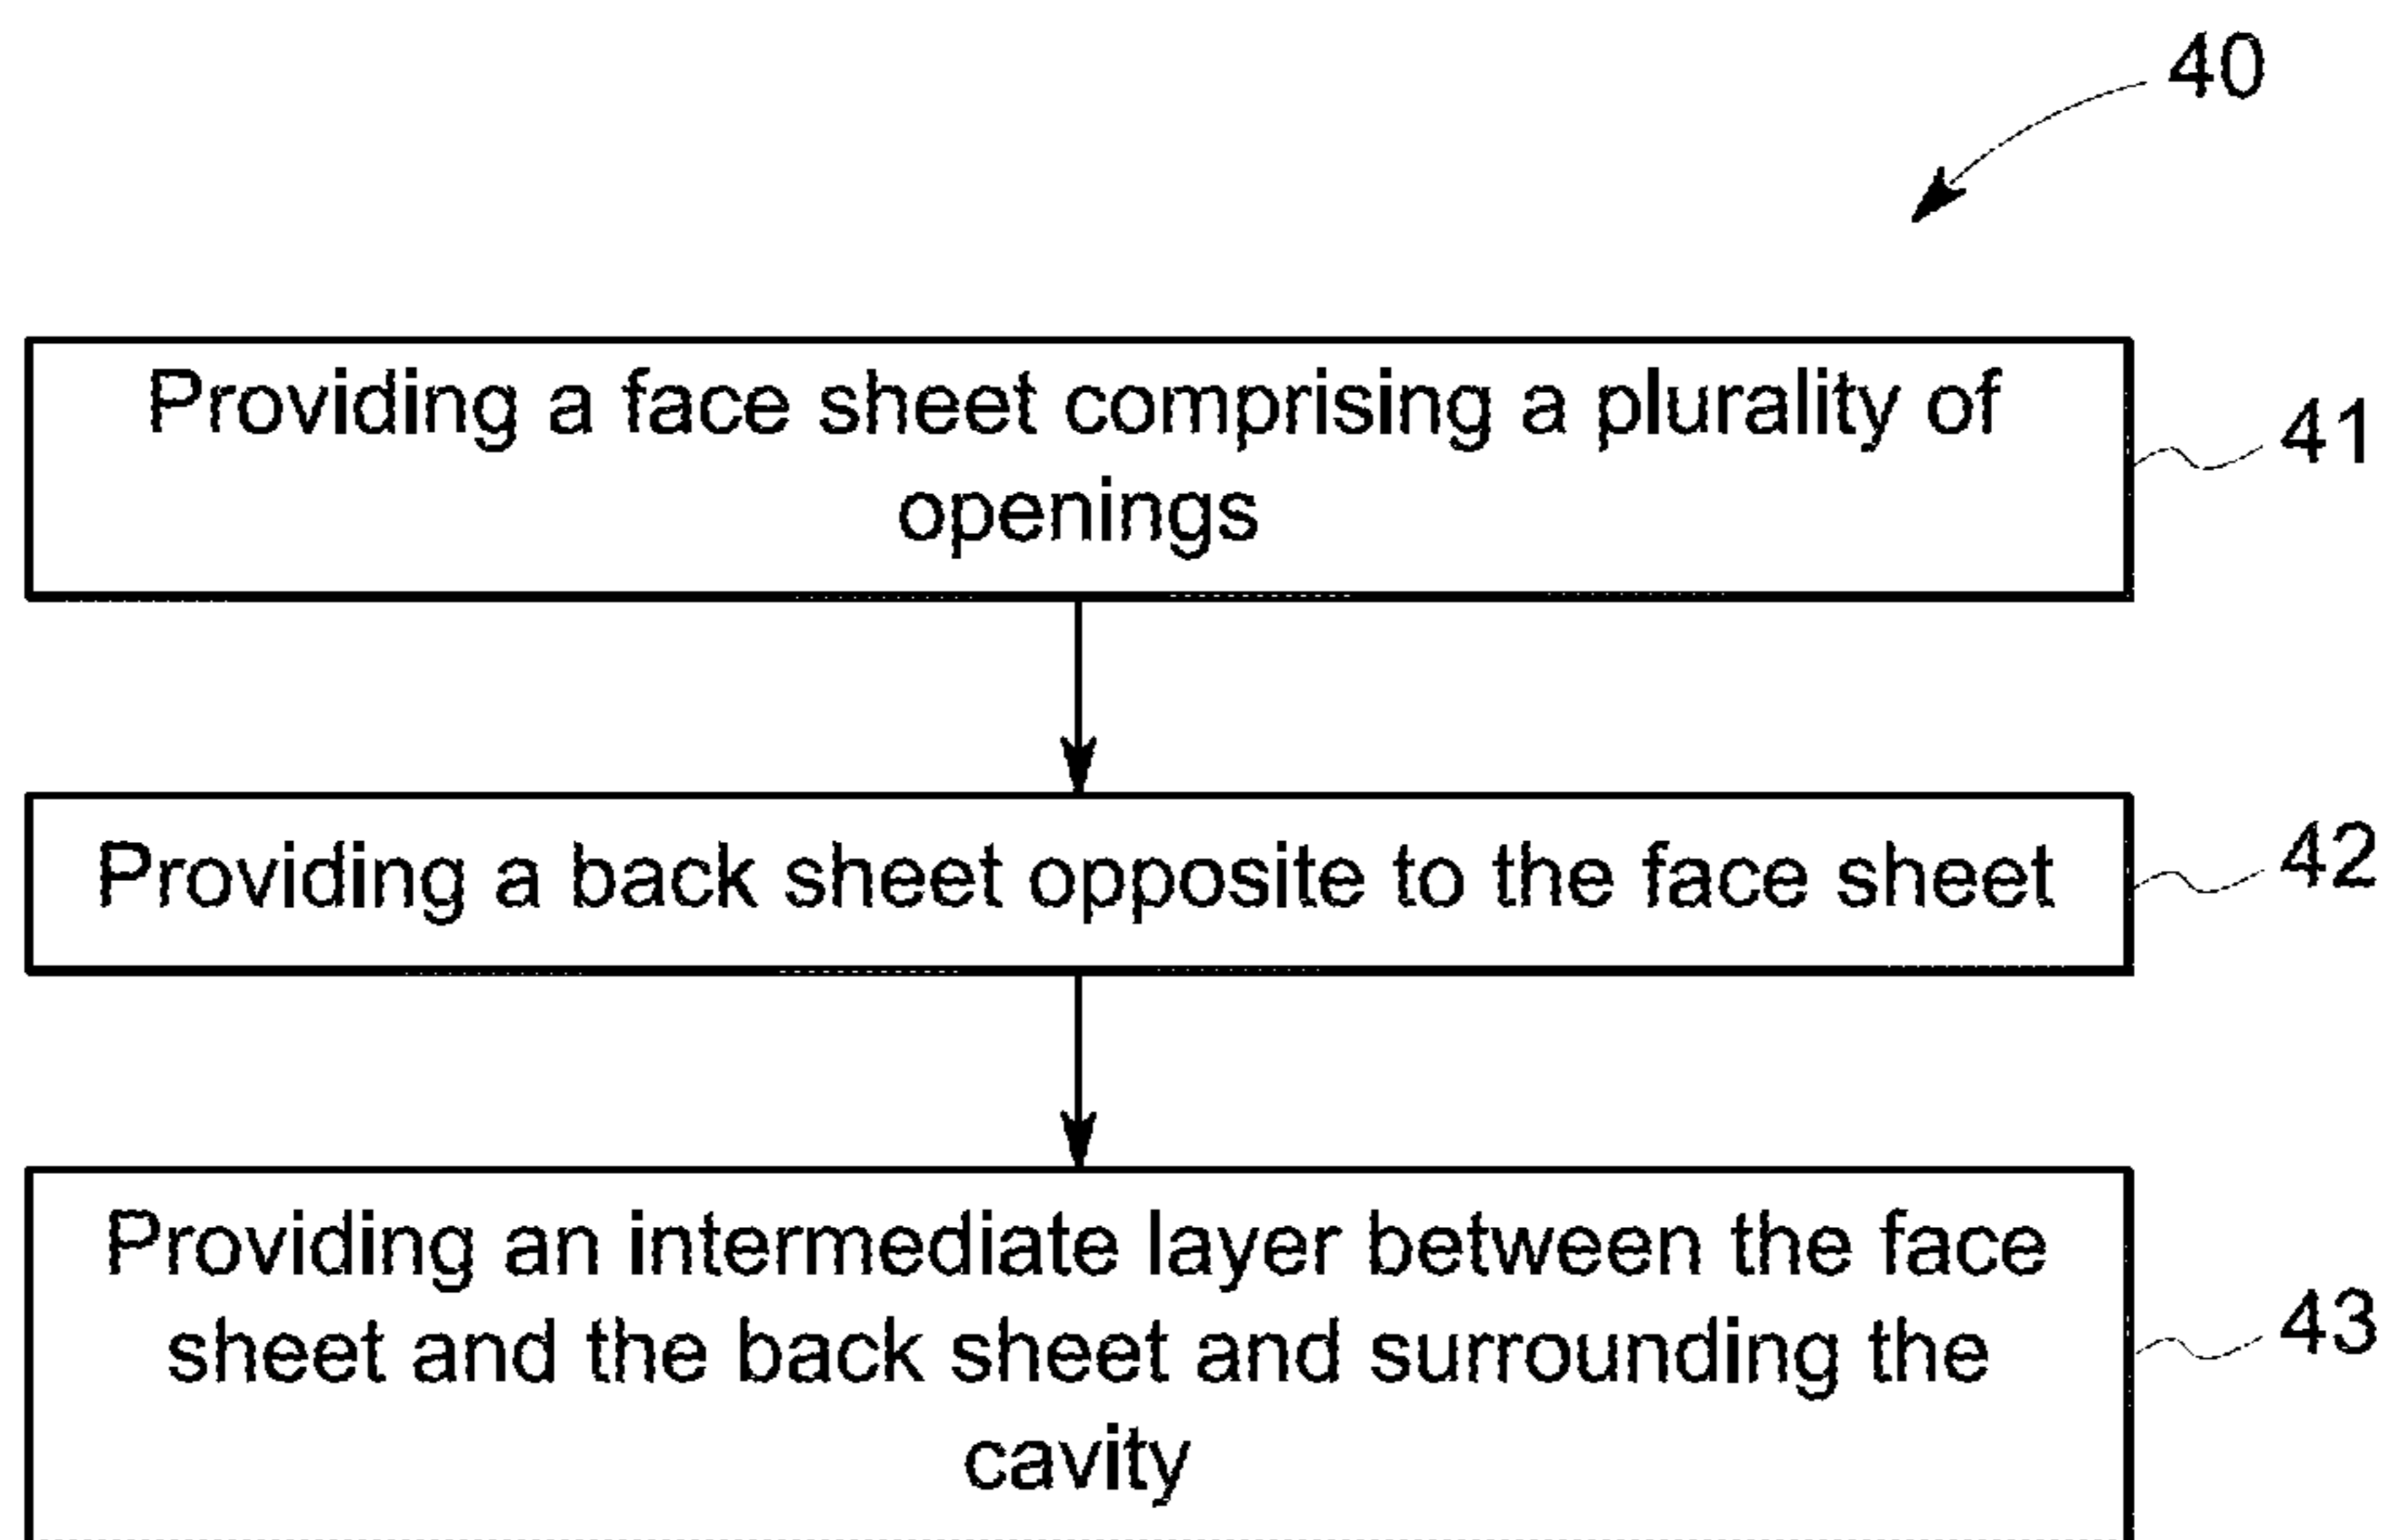 40
Providing a face sheet comprising a plurality of
openings
41
Providing a back sheet opposite to the face sheet
42
Providing an intermediate layer between the face
sheet and the back sheet and surrounding the
cavity
43